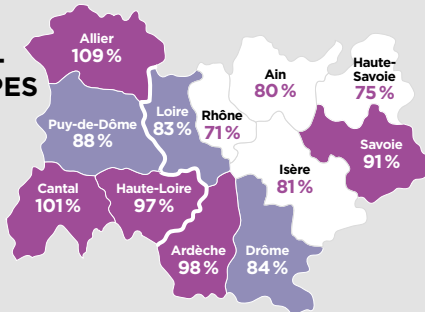 Allier
109 %
PES
Ain
80 %
Haute-
Savoie
75 %
Loire
83 %
Rhône
71 %
Puy-de-Dôme
88 %
Savoie
91 %
Isère
81 %
Cantal
101 %
Haute-Loire
97 %
Ardèche
98 %
Drôme
84 %